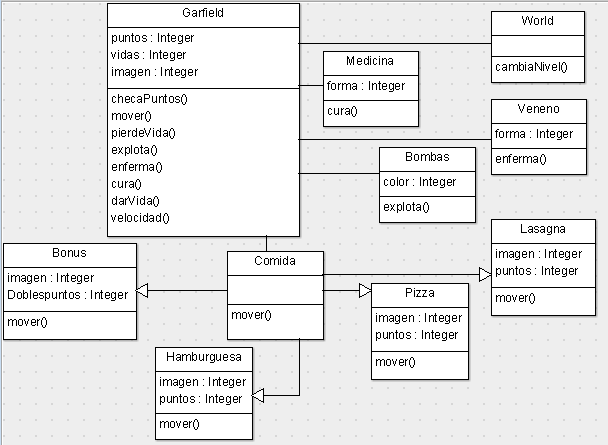 Garfield
puntos : Integer
vidas : Integer
imagen : Integer
checaPuntos()
mover()
pierdeVida()
explota()
enferma()
cura()
darVida()
velocidad()
World
cambiaNivel()
Medicina
forma : Integer
cura()
Veneno
forma : Integer
enferma()
Bombas
color : Integer
explota()
Lasagna
imagen : Integer
puntos : Integer
mover()
Bonus
imagen : Integer
Doblespuntos : Integer
mover()
Comida
mover()
Pizza
imagen : Integer
puntos : Integer
mover()
Hamburguesa
imagen : Integer
puntos : Integer
mover()